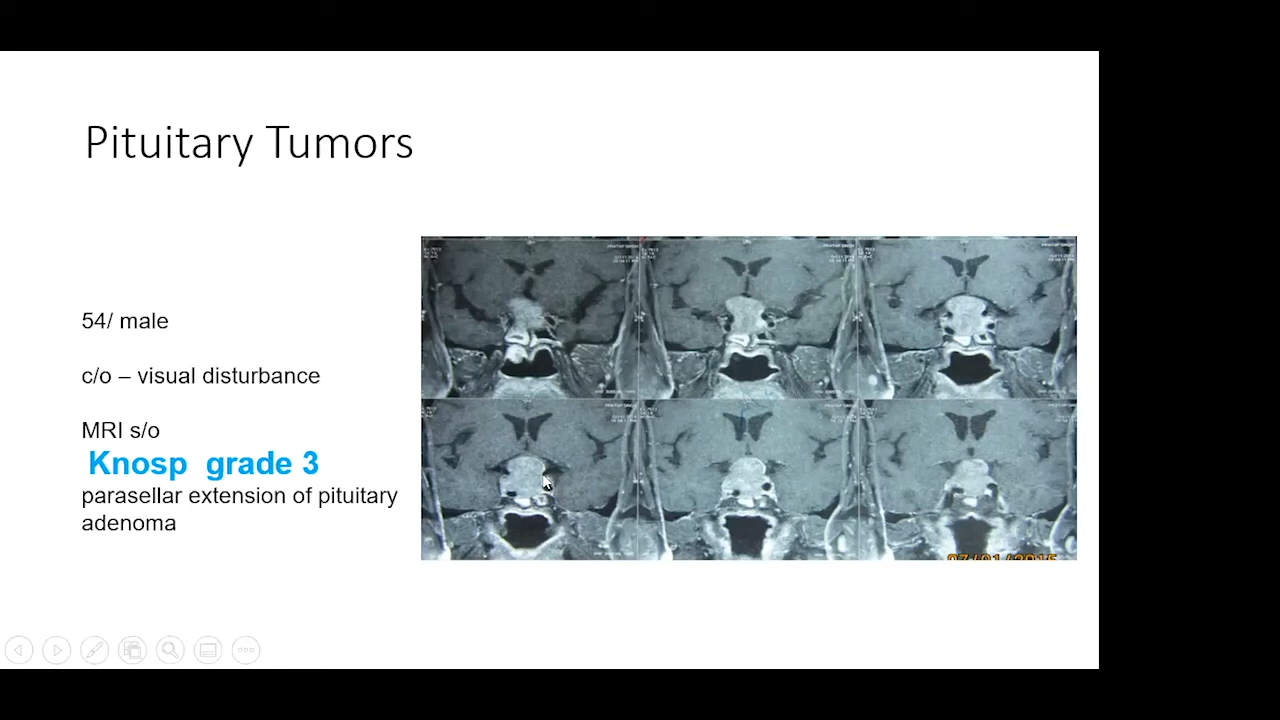 Pituitary Tumors
54/ male
c/o – visual disturbance
MRI s/o
Knosp grade 3
parasellar extension of pituitary
adenoma